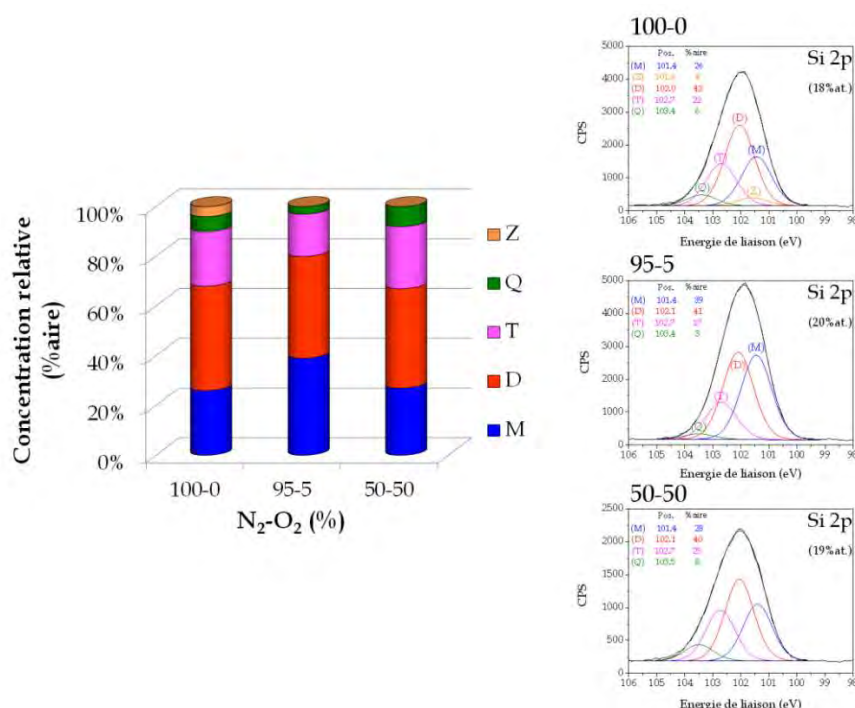 Concentration relative
(%aire)
100%
80%
60%
40%
20%
0%
100-0 95-5 50-50
N₂-O₂ (%)
Z
Q
T
D
M
100-0
Si 2p
(18%at.)
Pos. %aire
(M) 101.4 26
(D) 102.0 42
(T) 102.7 22
(Q) 103.4 6
CPS
5000
4000
3000
2000
1000
0
(D)
(M)
(T)
(Q)
(Z)
106 105 104 103 102 101 100 99 98
Energie de liaison (eV)
95-5
Si 2p
(20%at.)
Pos. %aire
(M) 101.4 39
(D) 102.1 41
(T) 102.7 17
(Q) 103.4 3
CPS
5000
4000
3000
2000
1000
0
(M)
(D)
(T)
(Q)
106 105 104 103 102 101 100 99 98
Energie de liaison (eV)
50-50
Si 2p
(19%at.)
Pos. %aire
(M) 101.4 28
(D) 102.1 40
(T) 102.7 25
(Q) 103.5 8
CPS
2500
2000
1500
1000
500
0
106 105 104 103 102 101 100 99 98
Energie de liaison (eV)